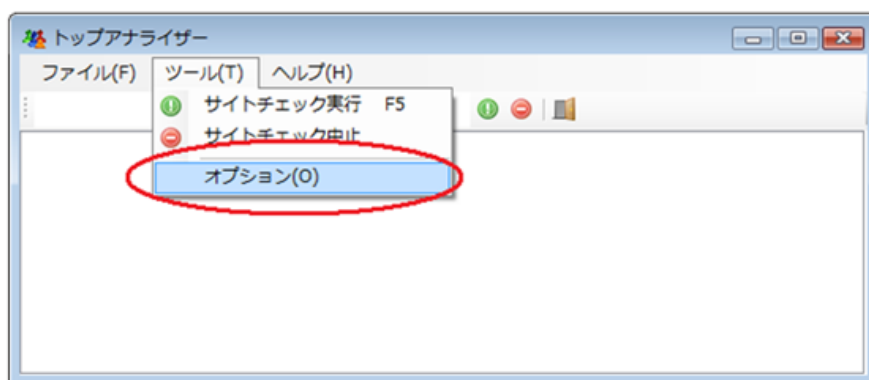 トップアナライザー
ファイル(F) ツール(T) ヘルプ(H)
サイトチェック実行 F5
サイトチェック中止
オプション(O)